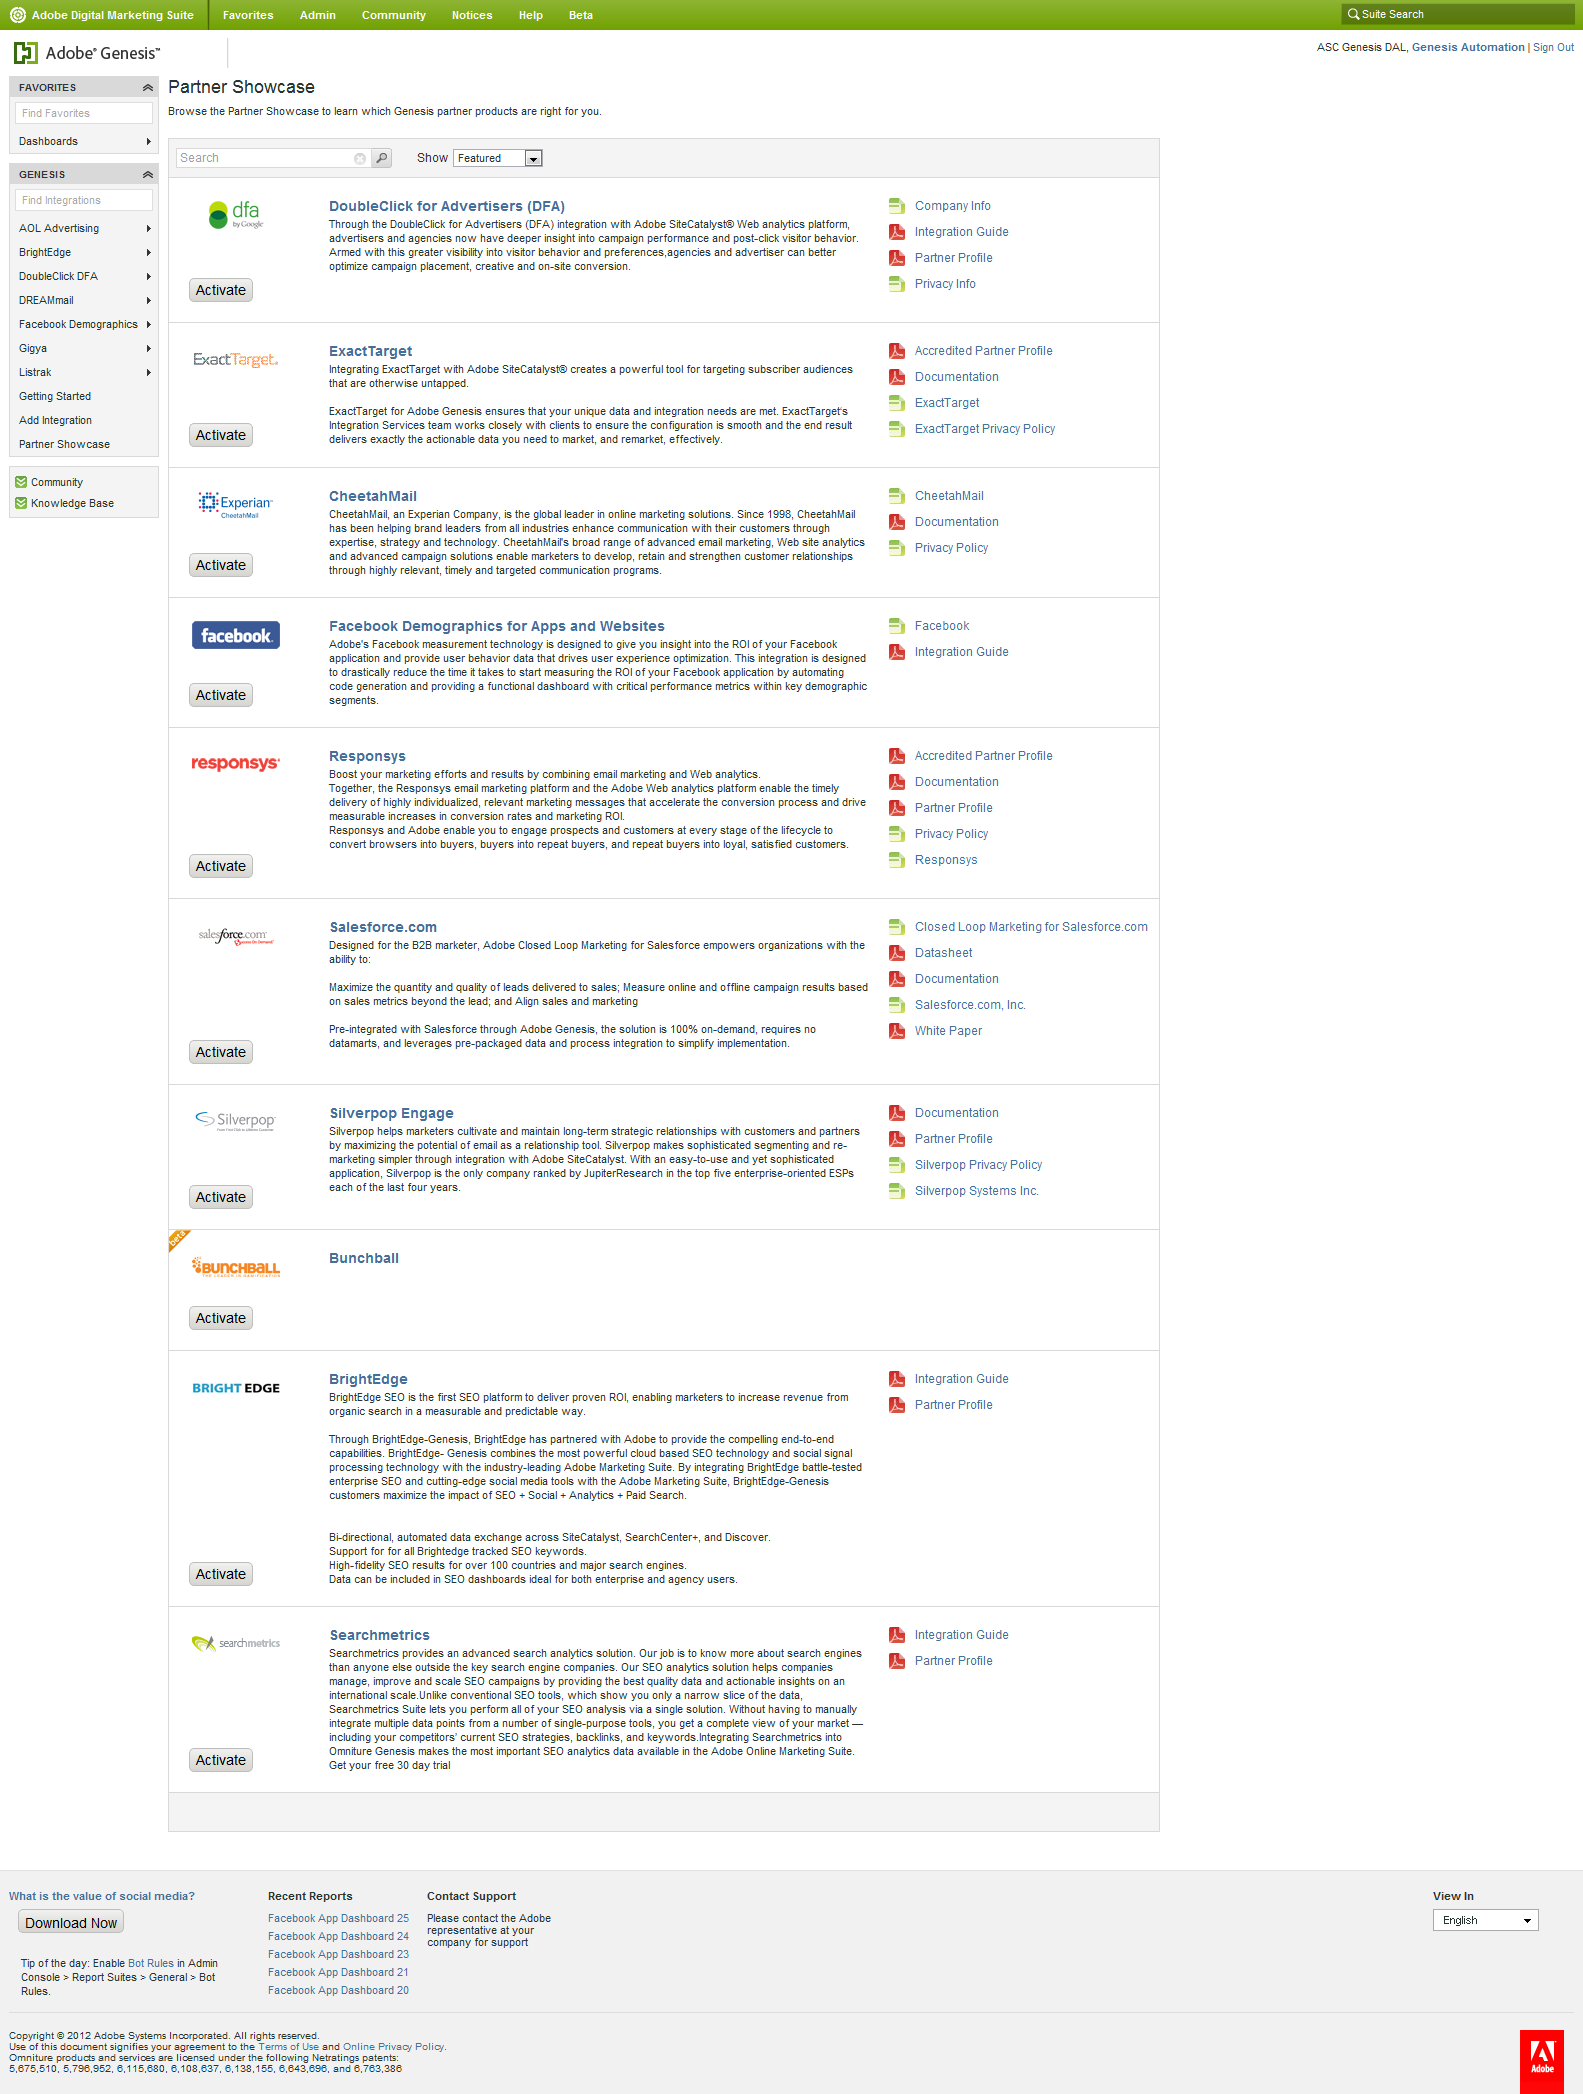 Adobe Digital Marketing Suite
Favorites
Admin
Community
Notices
Help
Beta
Suite Search
Adobe® Genesis™
ASC Genesis DAL, Genesis Automation | Sign Out
FAVORITES
Find Favorites
Dashboards
GENESIS
Find Integrations
AOL Advertising
BrightEdge
DoubleClick DFA
DREAMmail
Facebook Demographics
Gigya
Listrak
Getting Started
Add Integration
Partner Showcase
Community
Knowledge Base
Partner Showcase
Browse the Partner Showcase to learn which Genesis partner products are right for you.
Search
Show
Featured
dfa
by Google
Activate
DoubleClick for Advertisers (DFA)
Through the DoubleClick for Advertisers (DFA) integration with Adobe SiteCatalyst® Web analytics platform,
advertisers and agencies now have deeper insight into campaign performance and post-click visitor behavior.
Armed with this greater visibility into visitor behavior and preferences,agencies and advertiser can better
optimize campaign placement, creative and on-site conversion.
Company Info
Integration Guide
Partner Profile
Privacy Info
ExactTarget.
Activate
ExactTarget
Integrating ExactTarget with Adobe SiteCatalyst® creates a powerful tool for targeting subscriber audiences
that are otherwise untapped.
ExactTarget for Adobe Genesis ensures that your unique data and integration needs are met. ExactTarget's
Integration Services team works closely with clients to ensure the configuration is smooth and the end result
delivers exactly the actionable data you need to market, and remarket, effectively.
Accredited Partner Profile
Documentation
ExactTarget
ExactTarget Privacy Policy
Experian™
CheetahMail
Activate
CheetahMail
CheetahMail, an Experian Company, is the global leader in online marketing solutions. Since 1998, CheetahMail
has been helping brand leaders from all industries enhance communication with their customers through
expertise, strategy and technology. CheetahMail's broad range of advanced email marketing, Web site analytics
and advanced campaign solutions enable marketers to develop, retain and strengthen customer relationships
through highly relevant, timely and targeted communication programs.
CheetahMail
Documentation
Privacy Policy
facebook.
Activate
Facebook Demographics for Apps and Websites
Adobe's Facebook measurement technology is designed to give you insight into the ROI of your Facebook
application and provide user behavior data that drives user experience optimization. This integration is designed
to drastically reduce the time it takes to start measuring the ROI of your Facebook application by automating
code generation and providing a functional dashboard with critical performance metrics within key demographic
segments.
Facebook
Integration Guide
responsys
Activate
Responsys
Boost your marketing efforts and results by combining email marketing and Web analytics.
Together, the Responsys email marketing platform and the Adobe Web analytics platform enable the timely
delivery of highly individualized, relevant marketing messages that accelerate the conversion process and drive
measurable increases in conversion rates and marketing ROI.
Responsys and Adobe enable you to engage prospects and customers at every stage of the lifecycle to
convert browsers into buyers, buyers into repeat buyers, and repeat buyers into loyal, satisfied customers.
Accredited Partner Profile
Documentation
Partner Profile
Privacy Policy
Responsys
salesforce.com
Success On Demand
Activate
Salesforce.com
Designed for the B2B marketer, Adobe Closed Loop Marketing for Salesforce empowers organizations with the
ability to:
Maximize the quantity and quality of leads delivered to sales; Measure online and offline campaign results based
on sales metrics beyond the lead; and Align sales and marketing
Pre-integrated with Salesforce through Adobe Genesis, the solution is 100% on-demand, requires no
datamarts, and leverages pre-packaged data and process integration to simplify implementation.
Closed Loop Marketing for Salesforce.com
Datasheet
Documentation
Salesforce.com, Inc.
White Paper
Silverpop
Activate
Silverpop Engage
Silverpop helps marketers cultivate and maintain long-term strategic relationships with customers and partners
by maximizing the potential of email as a relationship tool. Silverpop makes sophisticated segmenting and re-
marketing simpler through integration with Adobe SiteCatalyst. With an easy-to-use and yet sophisticated
application, Silverpop is the only company ranked by JupiterResearch in the top five enterprise-oriented ESPs
each of the last four years.
Documentation
Partner Profile
Silverpop Privacy Policy
Silverpop Systems Inc.
beta
BUNCHBALL
THE LEADER IN GAMIFICATION
Activate
Bunchball
BRIGHT EDGE
Activate
BrightEdge
BrightEdge SEO is the first SEO platform to deliver proven ROI, enabling marketers to increase revenue from
organic search in a measurable and predictable way.
Through BrightEdge-Genesis, BrightEdge has partnered with Adobe to provide the compelling end-to-end
capabilities. BrightEdge- Genesis combines the most powerful cloud based SEO technology and social signal
processing technology with the industry-leading Adobe Marketing Suite. By integrating BrightEdge battle-tested
enterprise SEO and cutting-edge social media tools with the Adobe Marketing Suite, BrightEdge-Genesis
customers maximize the impact of SEO + Social + Analytics + Paid Search.
Bi-directional, automated data exchange across SiteCatalyst, SearchCenter+, and Discover.
Support for for all Brightedge tracked SEO keywords.
High-fidelity SEO results for over 100 countries and major search engines.
Data can be included in SEO dashboards ideal for both enterprise and agency users.
Integration Guide
Partner Profile
searchmetrics
Activate
Searchmetrics
Searchmetrics provides an advanced search analytics solution. Our job is to know more about search engines
than anyone else outside the key search engine companies. Our SEO analytics solution helps companies
manage, improve and scale SEO campaigns by providing the best quality data and actionable insights on an
international scale.Unlike conventional SEO tools, which show you only a narrow slice of the data,
Searchmetrics Suite lets you perform all of your SEO analysis via a single solution. Without having to manually
integrate multiple data points from a number of single-purpose tools, you get a complete view of your market —
including your competitors' current SEO strategies, backlinks, and keywords.Integrating Searchmetrics into
Omniture Genesis makes the most important SEO analytics data available in the Adobe Online Marketing Suite.
Get your free 30 day trial
Integration Guide
Partner Profile
What is the value of social media?
Download Now
Tip of the day: Enable Bot Rules in Admin
Console > Report Suites > General > Bot
Rules.
Recent Reports
Facebook App Dashboard 25
Facebook App Dashboard 24
Facebook App Dashboard 23
Facebook App Dashboard 21
Facebook App Dashboard 20
Contact Support
Please contact the Adobe
representative at your
company for support
View In
English
Copyright © 2012 Adobe Systems Incorporated. All rights reserved.
Use of this document signifies your agreement to the Terms of Use and Online Privacy Policy.
Omniture products and services are licensed under the following Netratings patents:
5,675,510, 5,796,952, 6,115,680, 6,108,637, 6,138,155, 6,643,696, and 6,763,386
Adobe